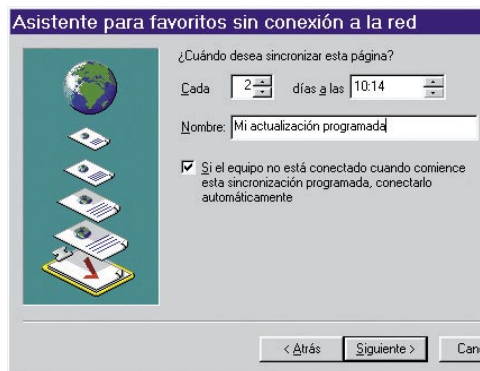 Asistente para favoritos sin conexión a la red
¿Cuándo desea sincronizar esta página?
Cada 2 días a las 10:14
Nombre: Mi actualización programada
Si el equipo no está conectado cuando comience
esta sincronización programada, conectarlo
automáticamente
< Atrás Siguiente > Can